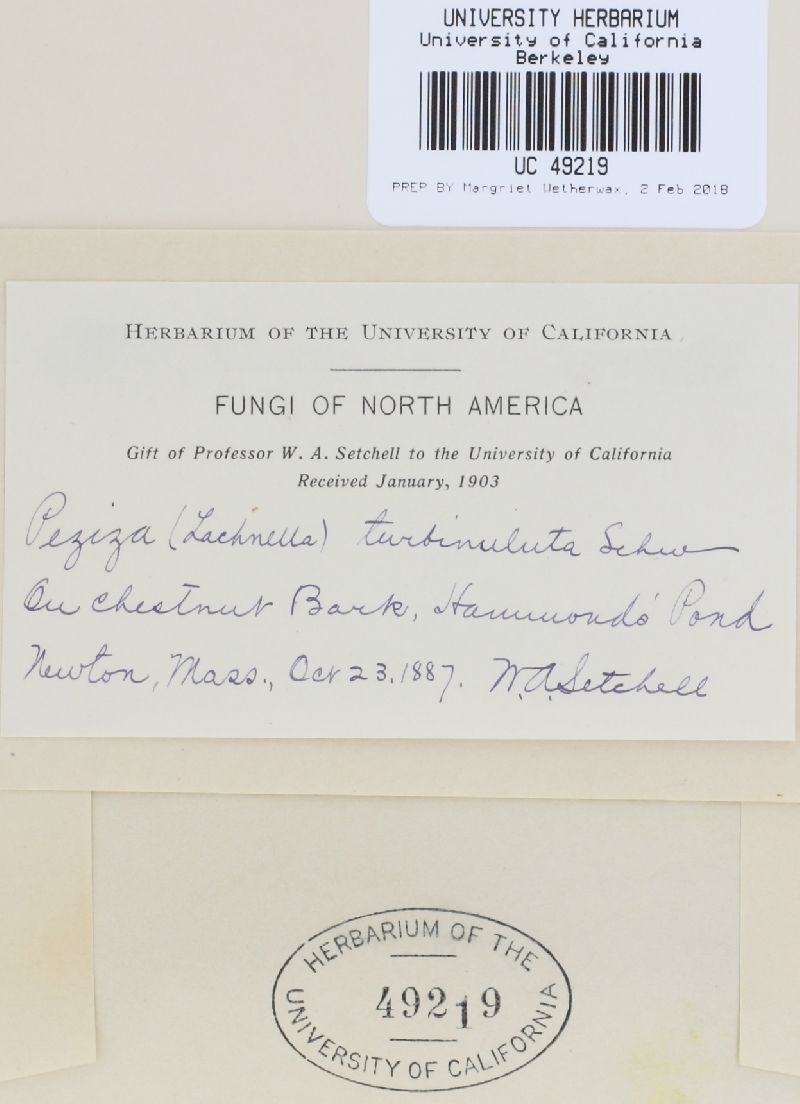 UNIVERSITY HERBARIUM
University of California
Berkeley
UC 49219
PREP BY Margriet Wetherwax, 2 Feb 2018
HERBARIUM OF THE UNIVERSITY OF CALIFORNIA
FUNGI OF NORTH AMERICA
Gift of Professor W. A. Setchell to the University of California
Received January, 1903
Peziza (Lachnella) turbinuluta Schw
On chestnut Bark, Hammond's Pond
Newton, Mass., Oct 23. 1887. W.A.Setchell
HERBARIUM OF THE
49219
UNIVERSITY OF CALIFORNIA